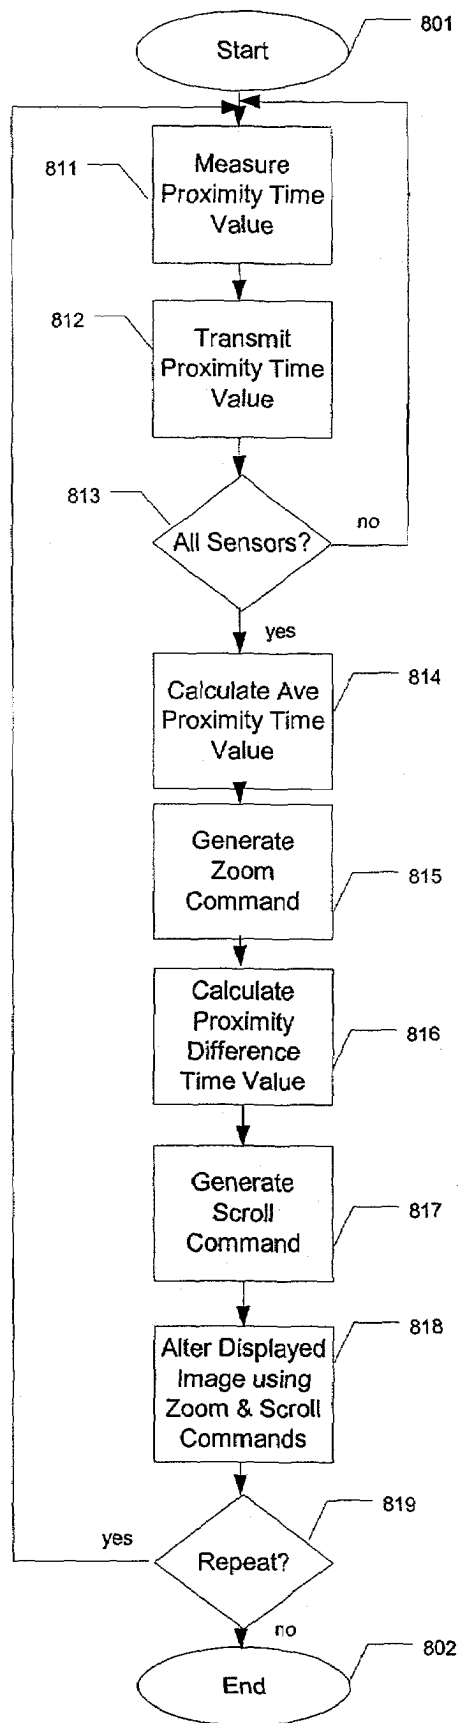 Start
801
811
Measure
Proximity Time
Value
812
Transmit
Proximity Time
Value
813
All Sensors?
no
yes
Calculate Ave
Proximity Time
Value
814
Generate
Zoom
Command
815
Calculate
Proximity
Difference
Time Value
816
Generate
Scroll
Command
817
Alter Displayed
Image using
Zoom & Scroll
Commands
818
819
yes
Repeat?
no
End
802